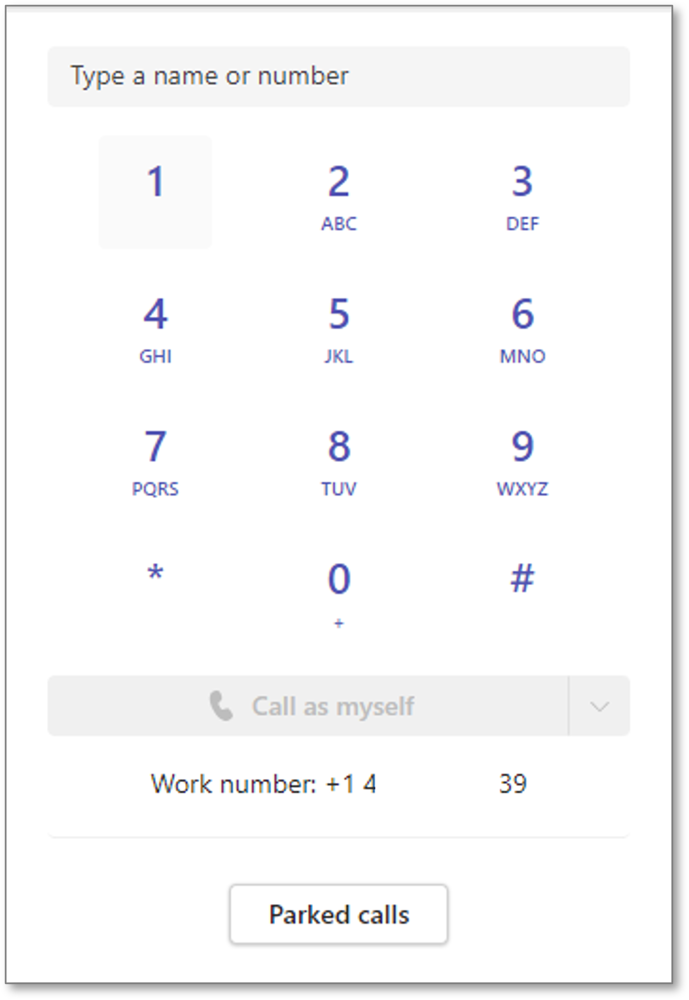 Type a name or number
1 2 3
ABC DEF
4 5 6
GHI JKL MNO
7 8 9
PQRS TUV WXYZ
* 0 #
+
Call as myself
Work number: +1 4 39
Parked calls